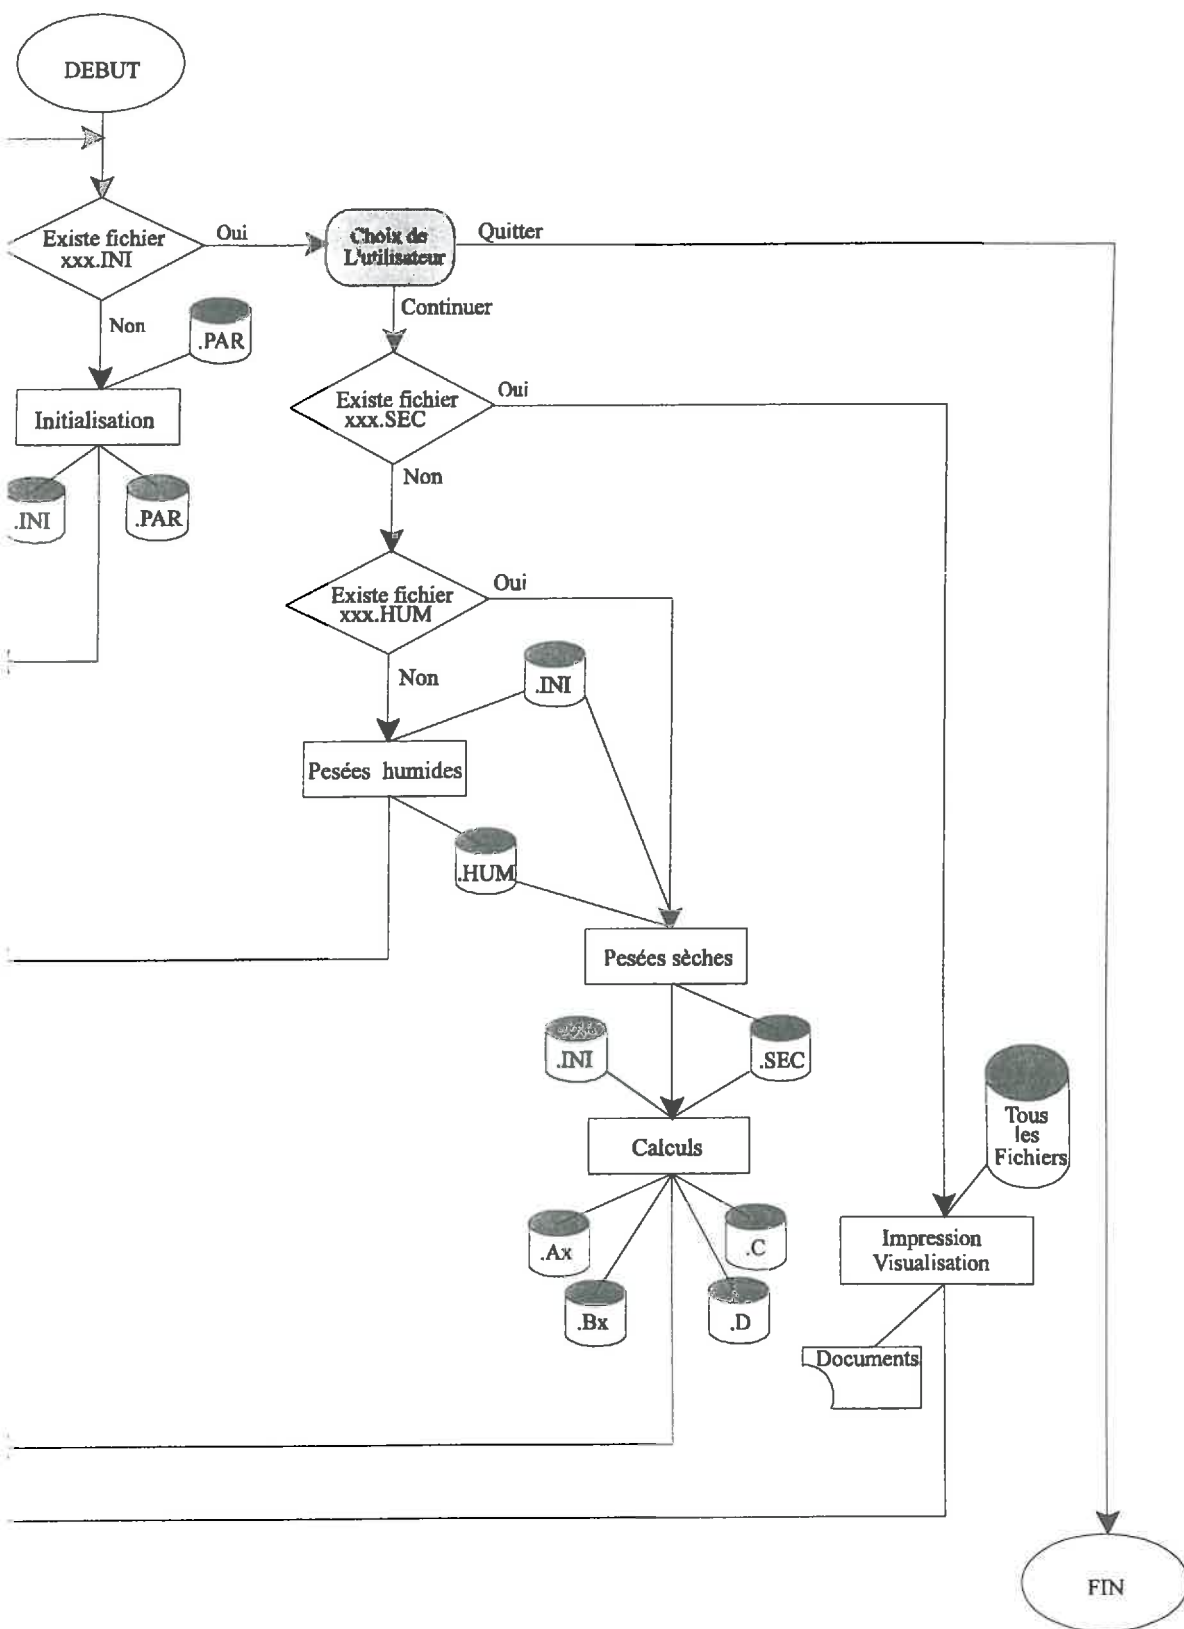 DEBUT
Oui
Quitter
Existe fichier
xxx.INI
Choix de
L'utilisateur
Non
Continuer
.PAR
Initialisation
Existe fichier
xxx.SEC
Oui
Non
.INI
.PAR
Existe fichier
xxx.HUM
Oui
Non
.INI
Pesées humides
.HUM
Pesées sèches
.INI
.SEC
Calculs
Tous
les
Fichiers
.Ax
.C
.Bx
.D
Impression
Visualisation
Documents
FIN